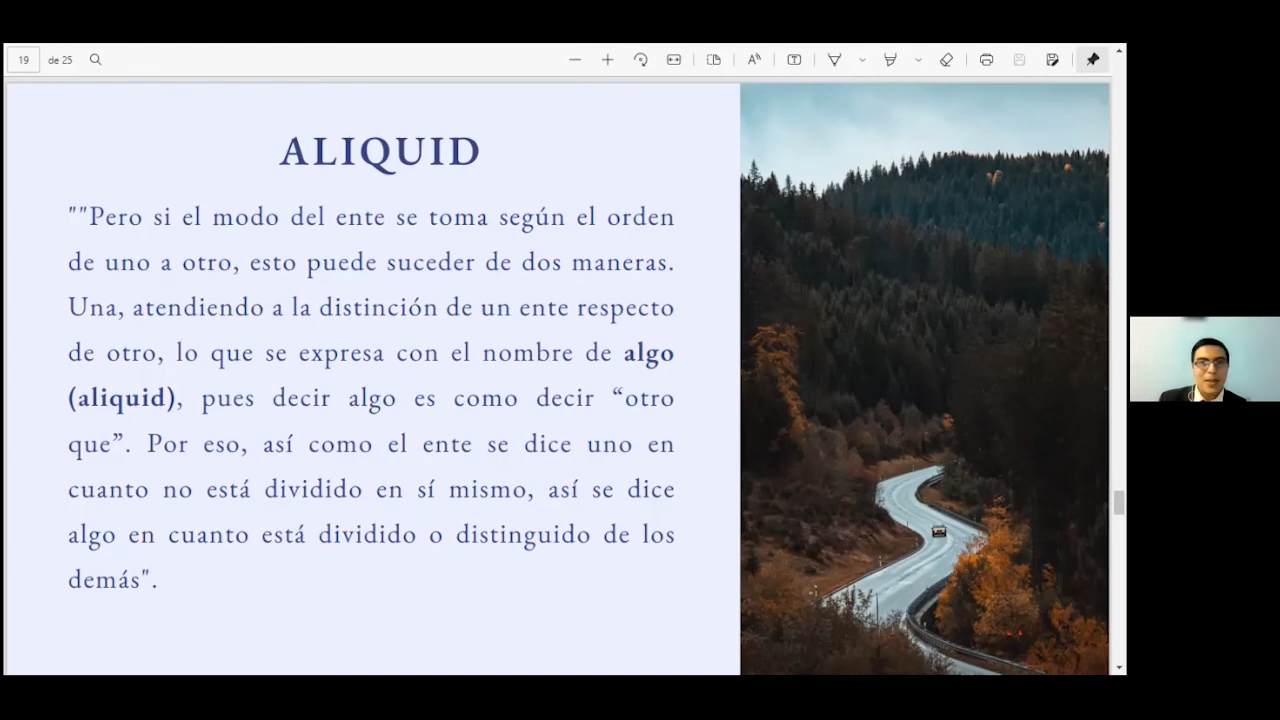 19 de 25
ALIQUID
""Pero si el modo del ente se toma según el orden
de uno a otro, esto puede suceder de dos maneras.
Una, atendiendo a la distinción de un ente respecto
de otro, lo que se expresa con el nombre de algo
(aliquid), pues decir algo es como decir “otro
que”. Por eso, así como el ente se dice uno en
cuanto no está dividido en sí mismo, así se dice
algo en cuanto está dividido o distinguido de los
demás".